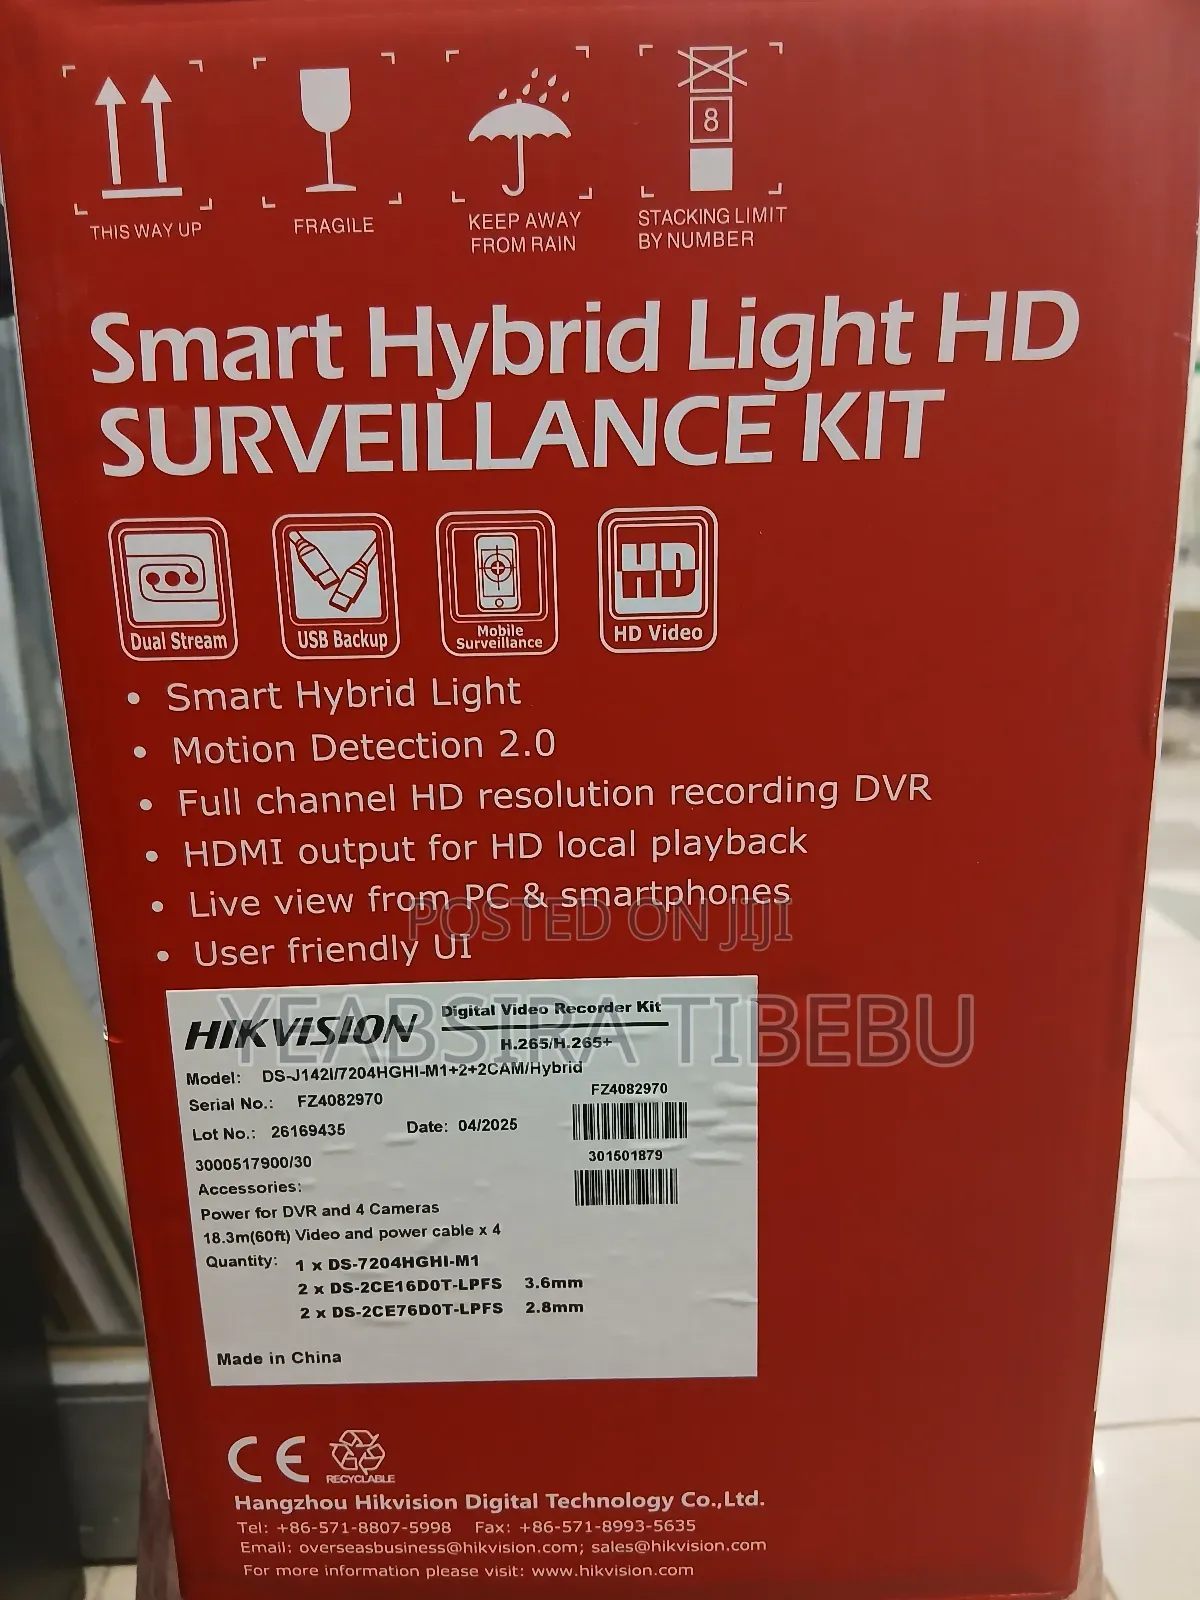 8
THIS WAY UP
FRAGILE
KEEP AWAY
FROM RAIN
STACKING LIMIT
BY NUMBER
Smart Hybrid Light HD
SURVEILLANCE KIT
Dual Stream
USB Backup
Mobile
Surveillance
HD
HD Video
• Smart Hybrid Light
• Motion Detection 2.0
• Full channel HD resolution recording DVR
• HDMI output for HD local playback
• Live view from PC & smartphones
POSTED ON JIJI
• User friendly UI
YEABSIRA TIBEBU
HIKVISION
Digital Video Recorder Kit
H.265/H.265+
Model: DS-J142I/7204HGHI-M1+2+2CAM/Hybrid
Serial No.: FZ4082970
FZ4082970
Lot No.: 26169435 Date: 04/2025
301501879
3000517900/30
Accessories:
Power for DVR and 4 Cameras
18.3m(60ft) Video and power cable x 4
Quantity: 1 x DS-7204HGHI-M1
2 x DS-2CE16D0T-LPFS 3.6mm
2 x DS-2CE76D0T-LPFS 2.8mm
Made in China
CE
RECYCLABLE
Hangzhou Hikvision Digital Technology Co.,Ltd.
Tel: +86-571-8807-5998 Fax: +86-571-8993-5635
Email: overseasbusiness@hikvision.com; sales@hikvision.com
For more information please visit: www.hikvision.com